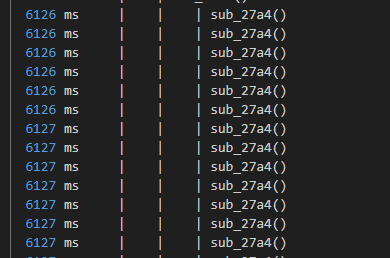 6126 ms | | | sub_27a4()
6126 ms | | | sub_27a4()
6126 ms | | | sub_27a4()
6126 ms | | | sub_27a4()
6126 ms | | | sub_27a4()
6126 ms | | | sub_27a4()
6127 ms | | | sub_27a4()
6127 ms | | | sub_27a4()
6127 ms | | | sub_27a4()
6127 ms | | | sub_27a4()
6127 ms | | | sub_27a4()
6127 ms | | | sub_27a4()
6127 ms | | | sub_27a4()